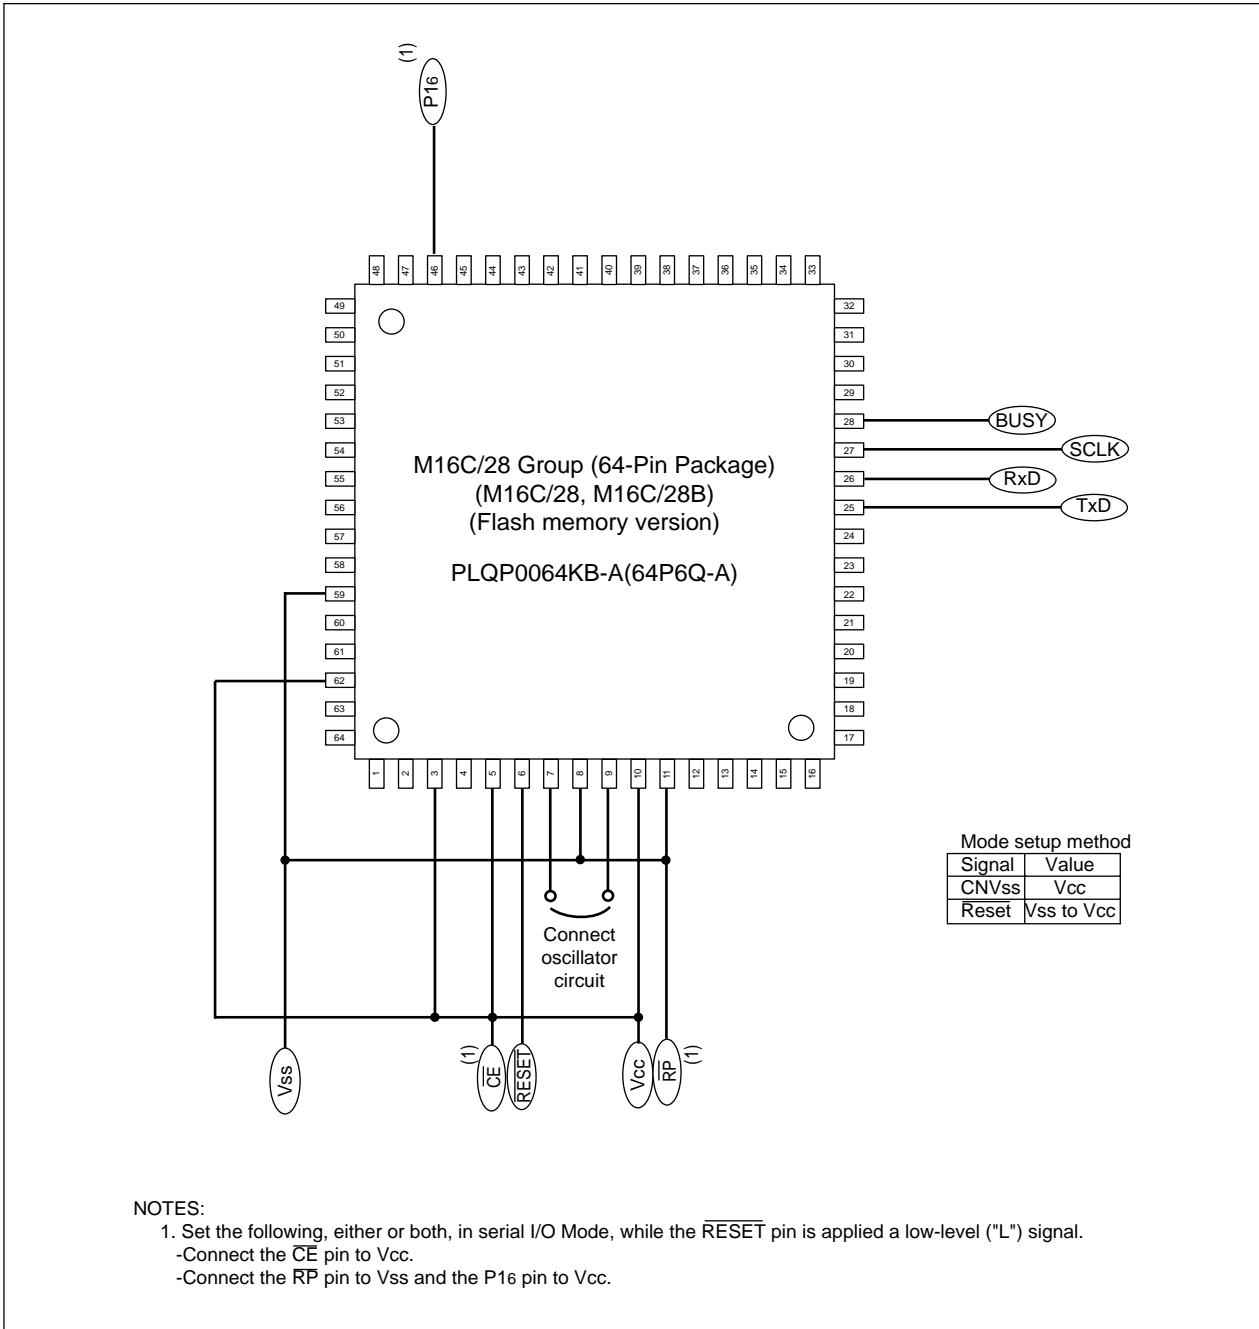 (1)
P16
48 47 46 45 44 43 42 41 40 39 38 37 36 35 34 33
49
50
51
52
53
54
55
56
57
58
59
60
61
62
63
64
32
31
30
29
28
27
26
25
24
23
22
21
20
19
18
17
BUSY
SCLK
RxD
TxD
M16C/28 Group (64-Pin Package)
(M16C/28, M16C/28B)
(Flash memory version)
PLQP0064KB-A(64P6Q-A)
1 2 3 4 5 6 7 8 9 10 11 12 13 14 15 16
Connect
oscillator
circuit
Mode setup method
Signal Value
CNVss Vcc
Reset Vss to Vcc
Vss
(1)
CE
RESET
Vcc
RP
(1)
NOTES:
1. Set the following, either or both, in serial I/O Mode, while the RESET pin is applied a low-level ("L") signal.
-Connect the CE pin to Vcc.
-Connect the RP pin to Vss and the P16 pin to Vcc.